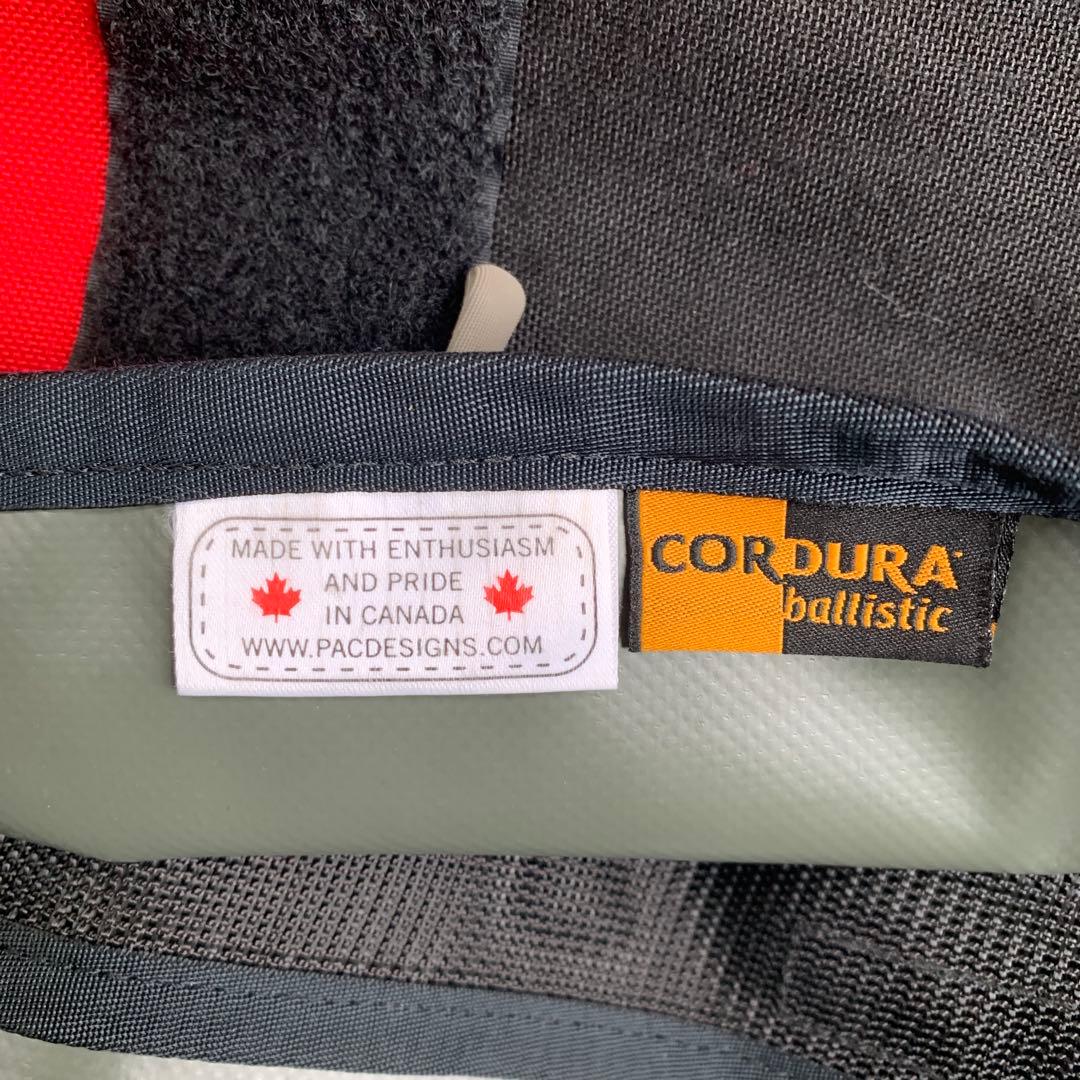 MADE WITH ENTHUSIASM
AND PRIDE
IN CANADA
WWW.PACDESIGNS.COM
CORDURA
ballistic